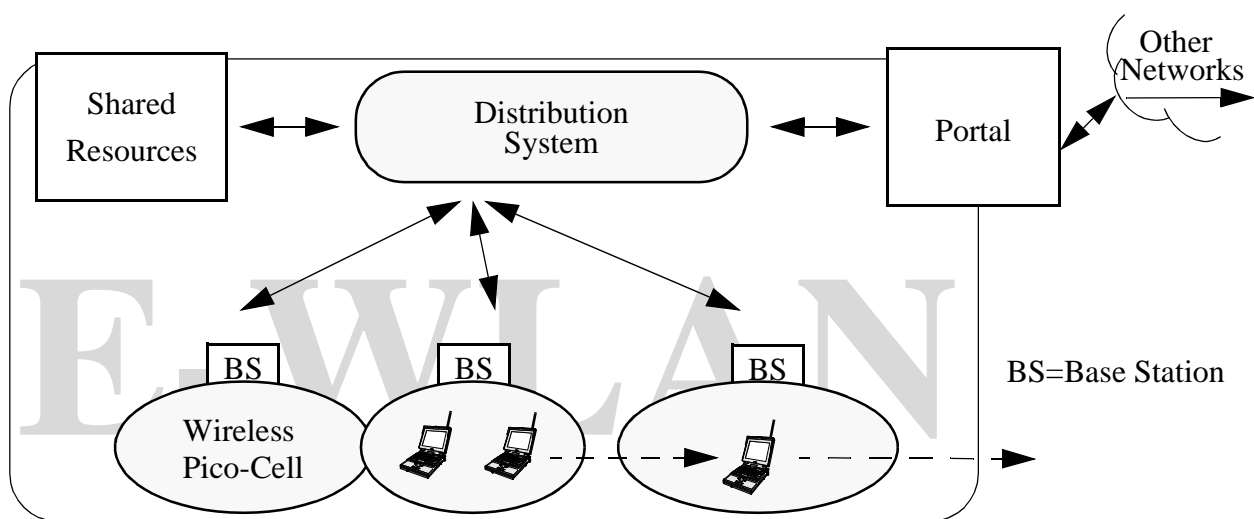 Other
Networks
Shared
Resources
Distribution
System
Portal
E-WLAN
BS
BS
BS
BS=Base Station
Wireless
Pico-Cell